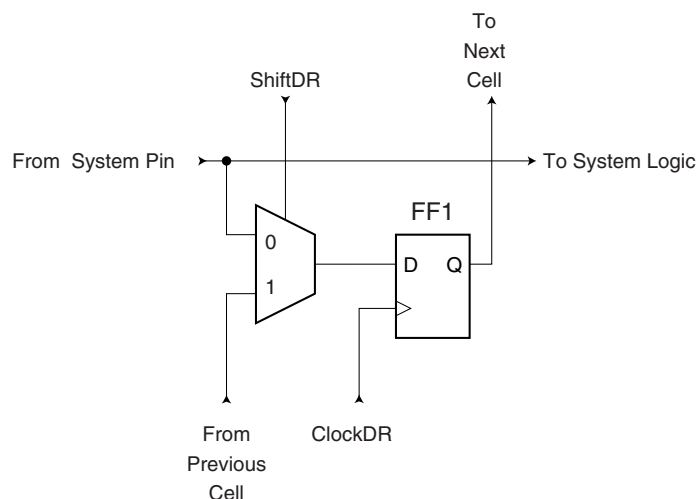 To
Next
Cell
ShiftDR
From System Pin
To System Logic
FF1
0
D Q
1
From
Previous
Cell
ClockDR